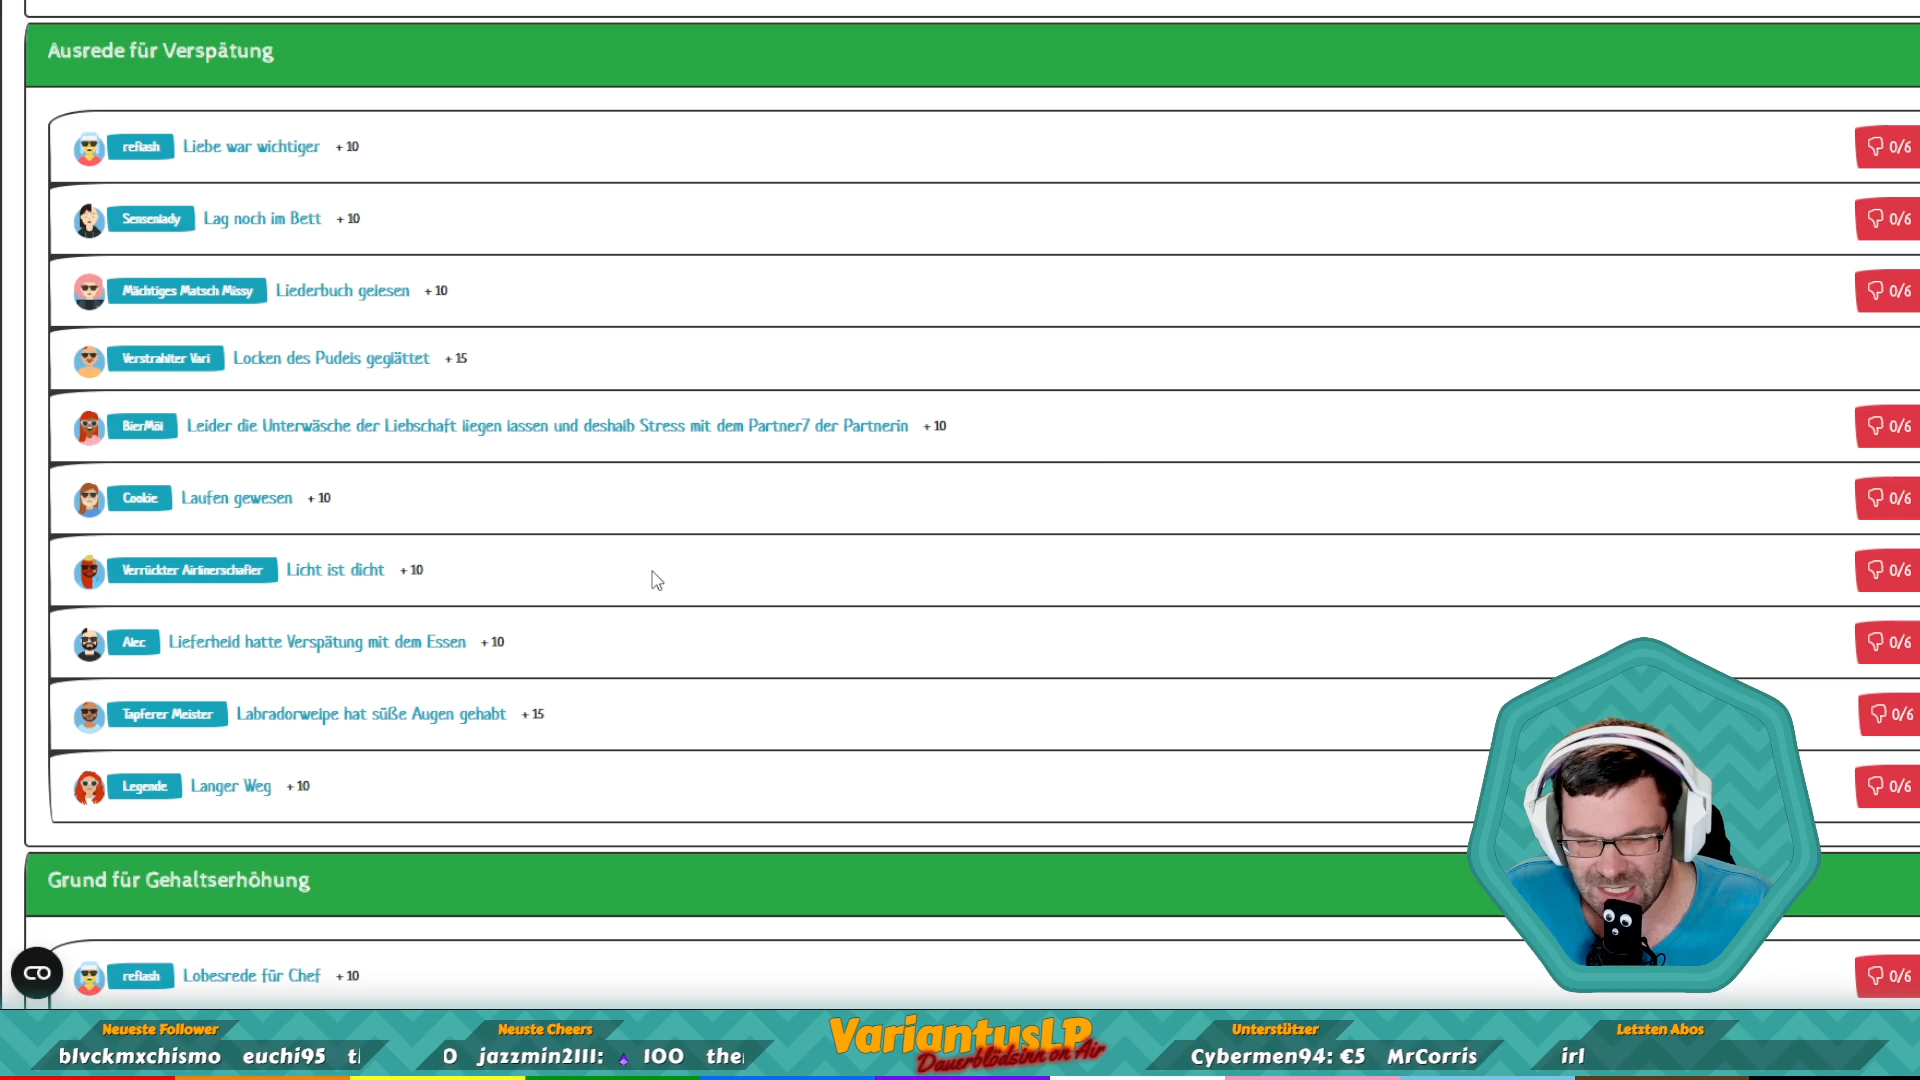 Ausrede für Verspätung
reflash Liebe war wichtiger +10 0/6
Sensenlady Lag noch im Bett +10 0/6
Mächtiges Matsch Missy Liederbuch gelesen +10 0/6
Verstrahlter Vari Locken des Pudels geglättet +15
BierMöl Leider die Unterwäsche der Liebschaft liegen lassen und deshalb Stress mit dem Partner7 der Partnerin +10 0/6
Cookie Laufen gewesen +10 0/6
Verrückter Airlinerschafler Licht ist dicht +10 0/6
Alec Lieferheld hatte Verspätung mit dem Essen +10 0/6
Tapferer Meister Labradorwelpe hat süße Augen gehabt +15 0/6
Legende Langer Weg +10 0/6
Grund für Gehaltserhöhung
reflash Lobesrede für Chef +10 0/6
Neueste Follower Neuste Cheers VariantusLP Unterstützer Letzten Abos
Dauerblödsinn on Air
blvckmxchismo euchi95 0 jazzmin2111: 100 Cybermen94: €5 MrCorris irl